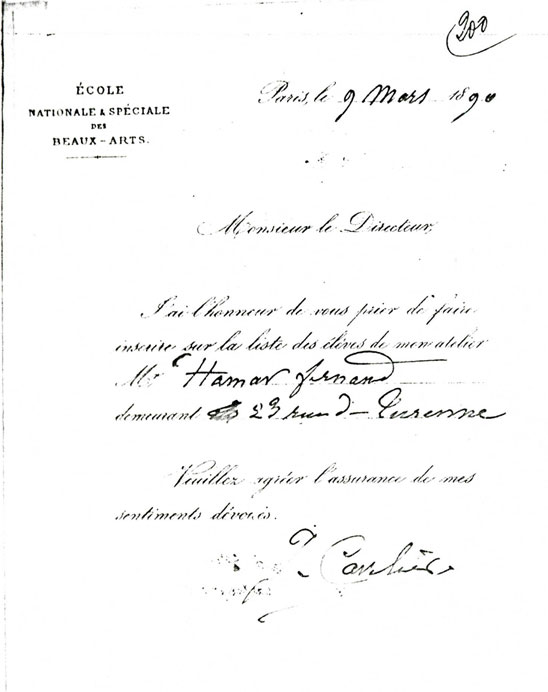 200
ÉCOLE
NATIONALE & SPÉCIALE
DES
BEAUX-ARTS.
Paris, le 9 Mars 1890
Monsieur le Directeur,
J'ai l'honneur de vous prier de faire
inscrire sur la liste des élèves de mon atelier
Mr Hamar fernand
demeurant 23 rue d Turenne
Veuillez agréer l'assurance de mes
sentiments dévoués.
J. Carlier